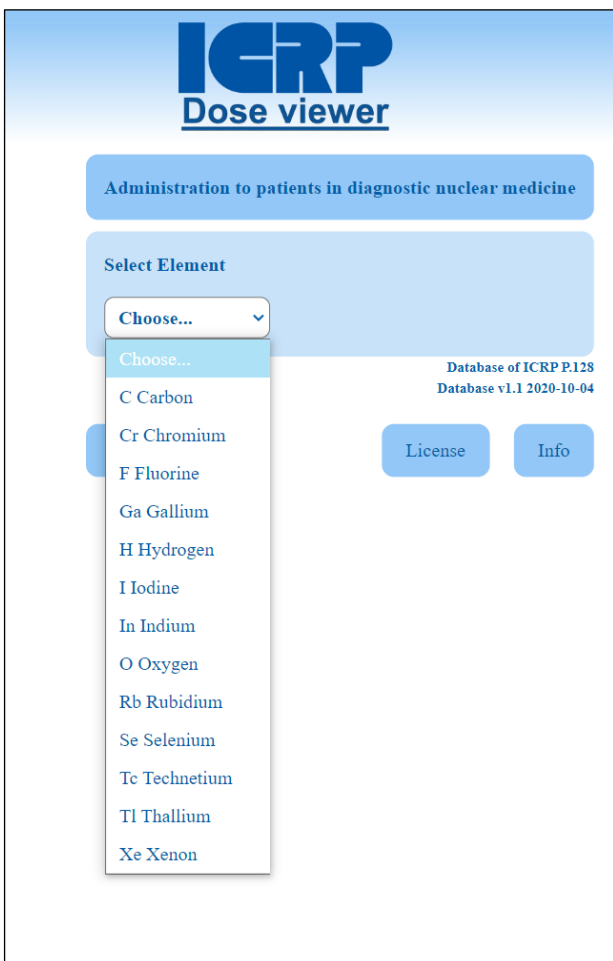 ICRP
Dose viewer
Administration to patients in diagnostic nuclear medicine
Select Element
Choose...
Choose...
Database of ICRP P.128
C Carbon
Database v1.1 2020-10-04
Cr Chromium
License
Info
F Fluorine
Ga Gallium
H Hydrogen
I Iodine
In Indium
O Oxygen
Rb Rubidium
Se Selenium
Tc Technetium
Tl Thallium
Xe Xenon